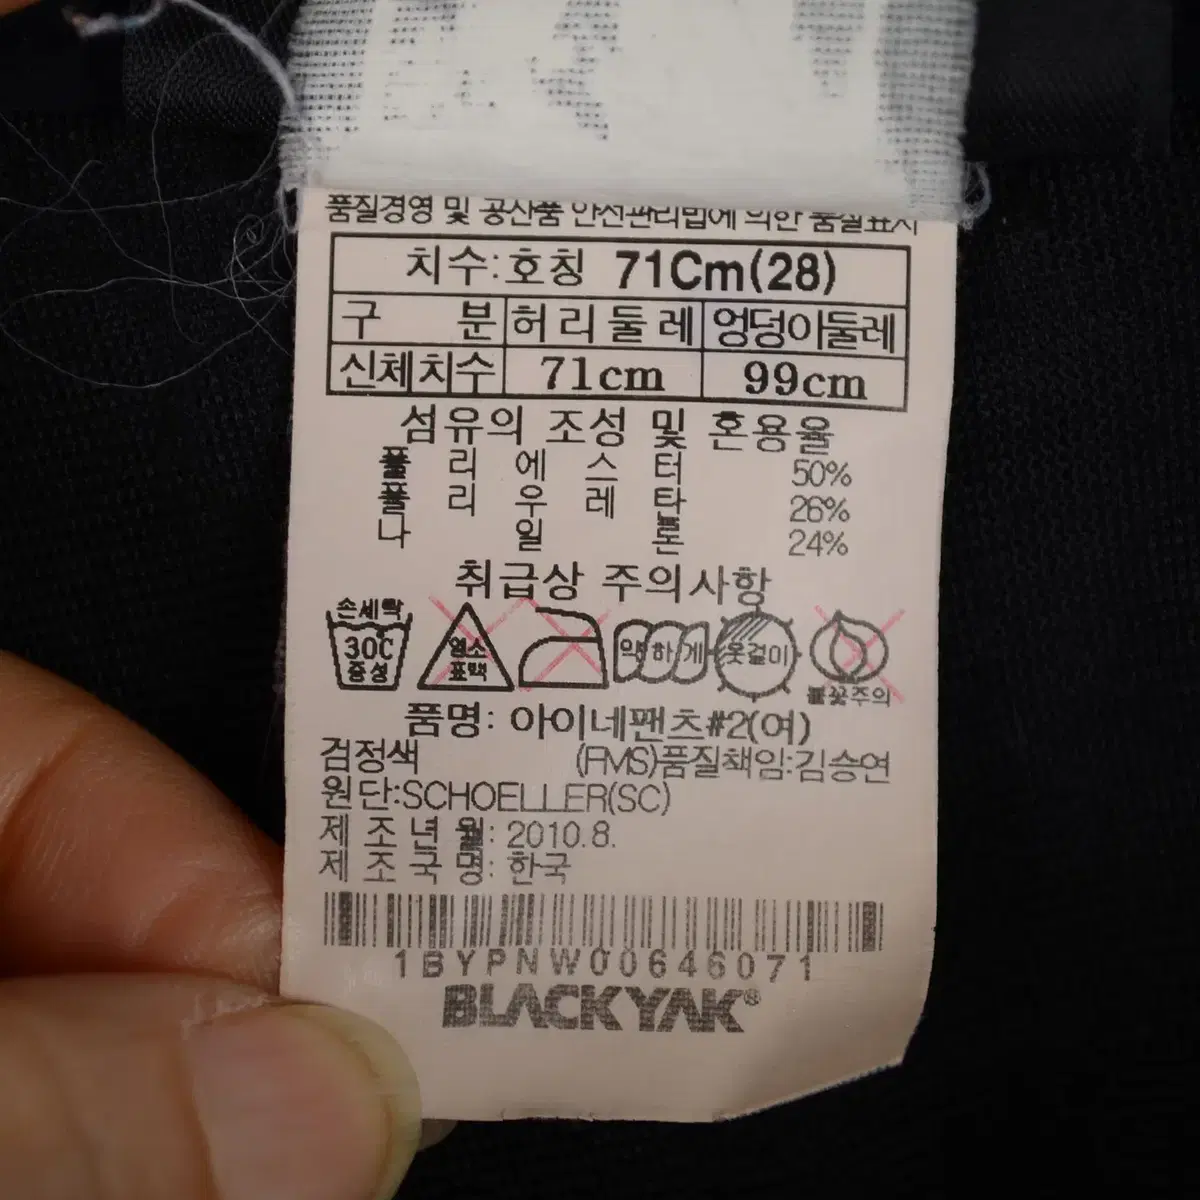 품질경영 및 공산품 안전관리법에 의한 품질표시
치수:호칭 71Cm(28)
구 분 허리둘레 엉덩이둘레
신체치수 71cm 99cm
섬유의 조성 및 혼용율
폴리에스터 50%
폴리우레탄 26%
나일론 24%
취급상 주의사항
손세탁 30C 중성 염소 표백 약하게 옷걸이 불꽃주의
품명: 아이네팬츠#2(여)
검정색 (FMS)품질책임:김승연
원단:SCHOELLER(SC)
제조년월: 2010.8.
제조국명: 한국
1BYPNW00646071
BLACKYAK®